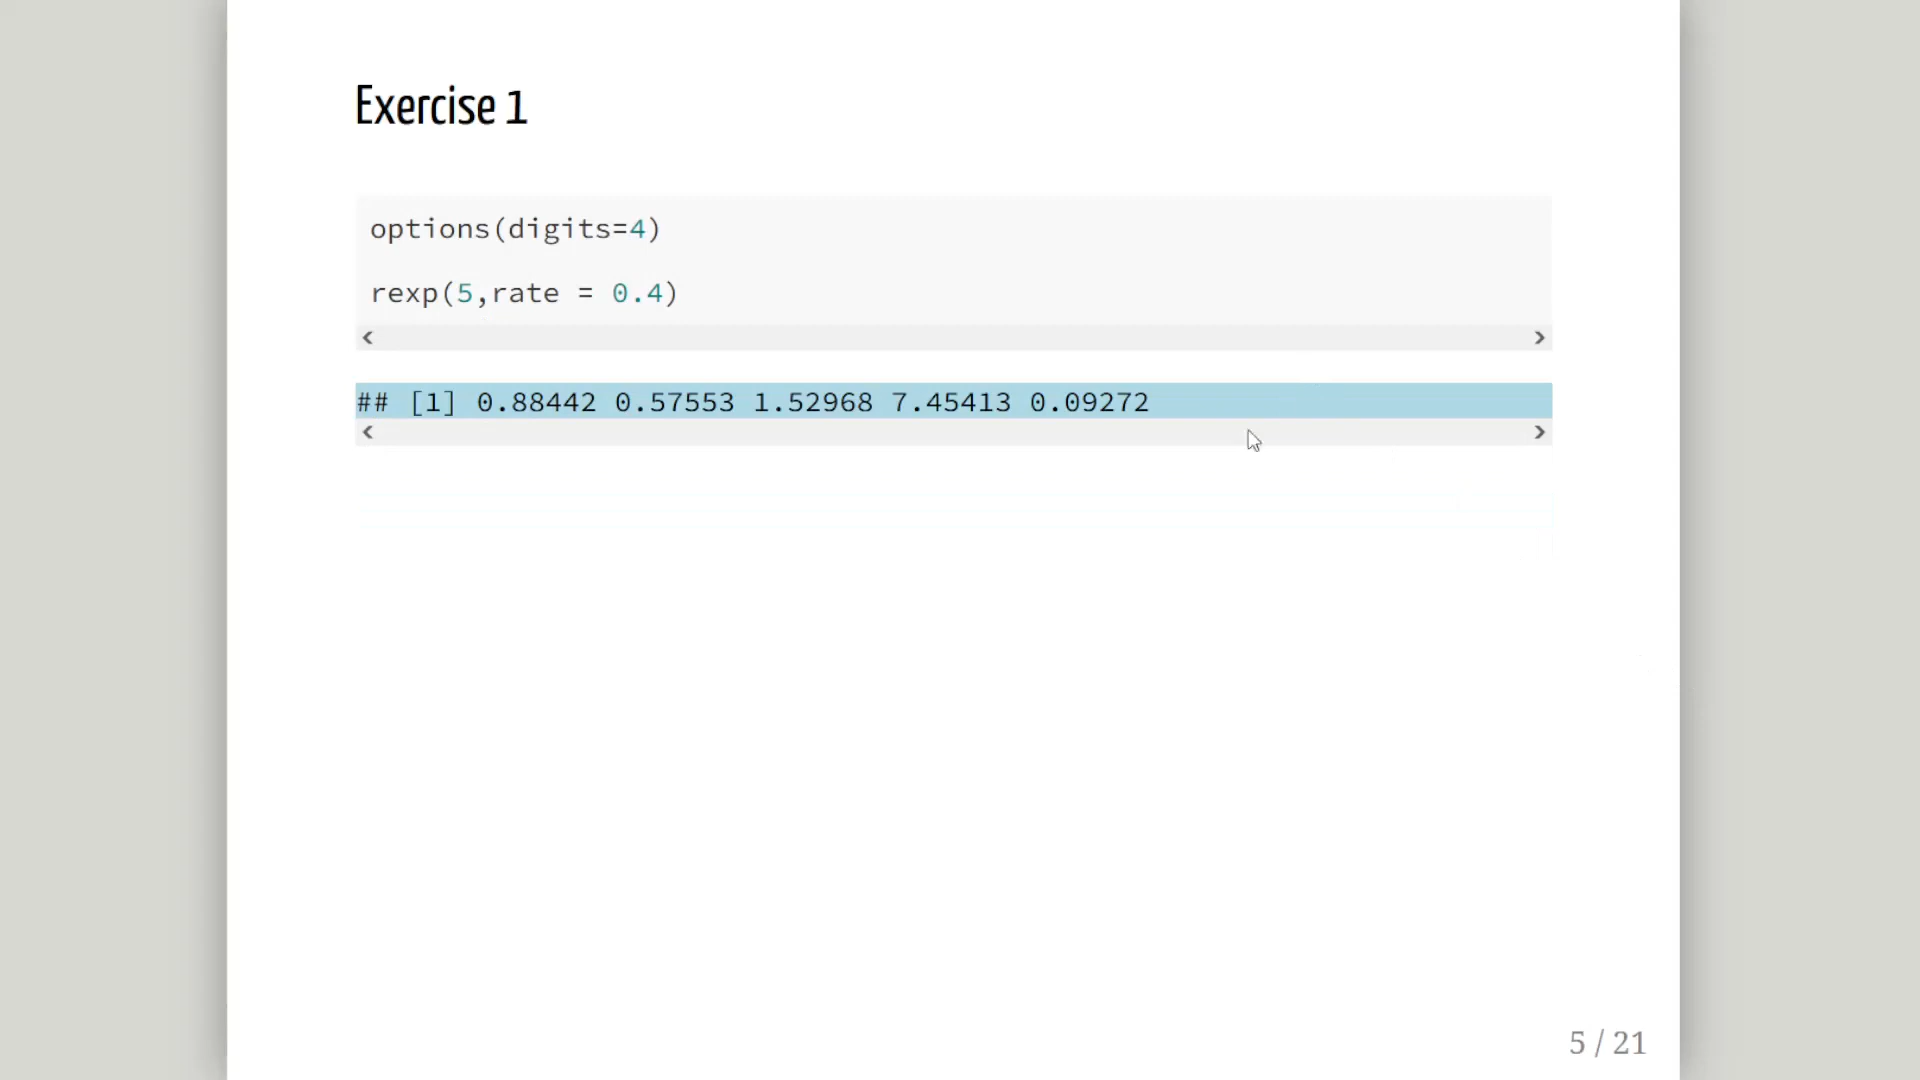 Exercise 1
options(digits=4)
rexp(5,rate = 0.4)
## [1] 0.88442 0.57553 1.52968 7.45413 0.09272
5 / 21